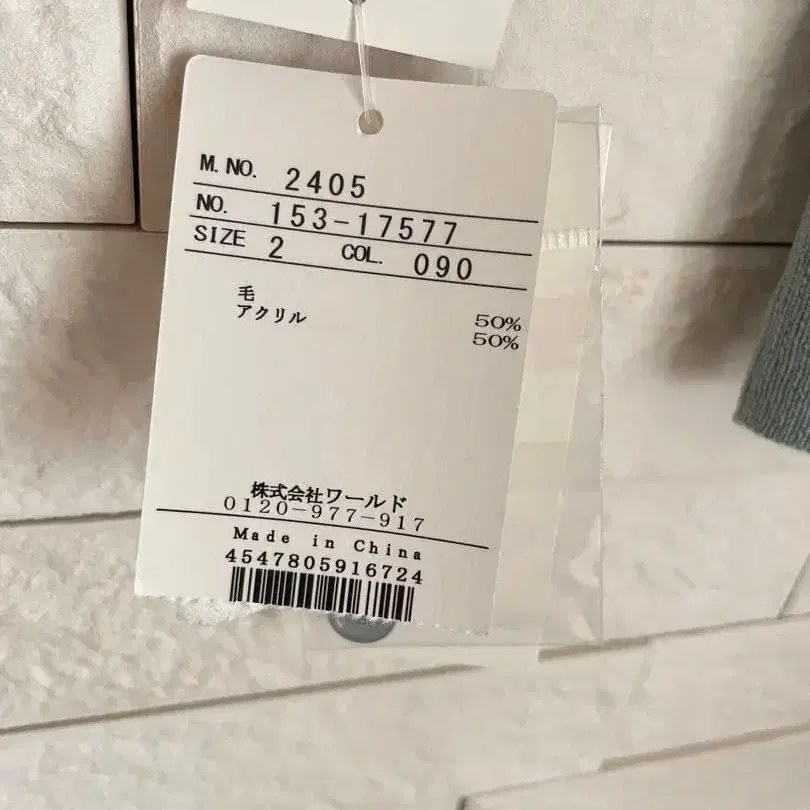 M.NO. 2405
NO. 153-17577
SIZE 2 COL. 090
毛 50%
アクリル 50%
株式会社ワールド
0120-977-917
Made in China
4547805916724